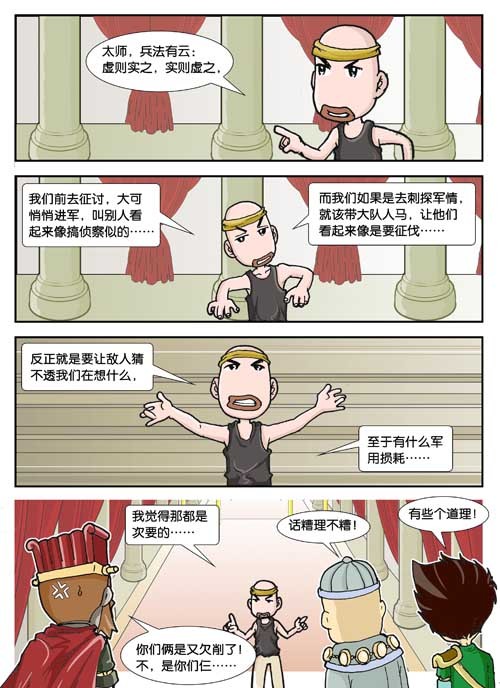 太师，兵法有云：
虚则实之，实则虚之，
我们前去征讨，大可
悄悄进军，叫别人看
起来像搞侦察似的……
而我们如果是去刺探军情，
就该带大队人马，让他们
看起来像是要征伐……
反正就是要让敌人猜
不透我们在想什么，
至于有什么军
用损耗……
我觉得那都是
次要的……
话糟理不糟！
有些个道理！
你们俩是又欠削了！
不，是你们仨……